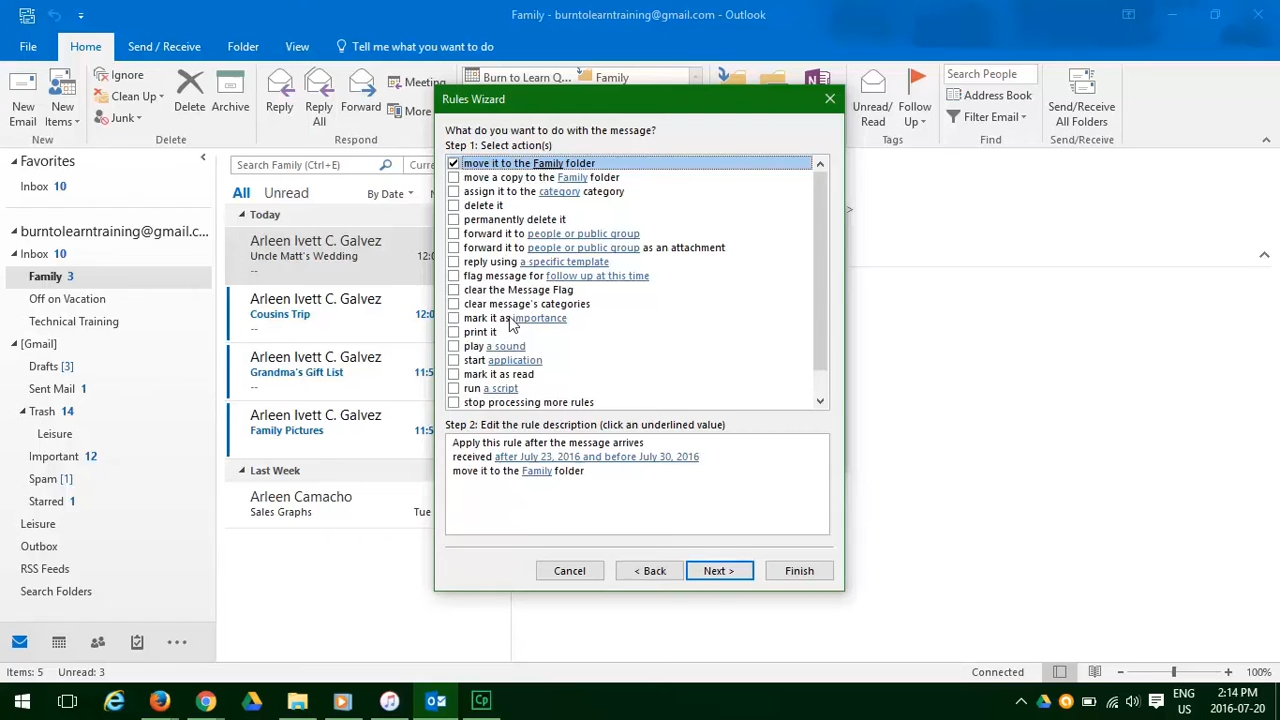 Family - burntolearntraining@gmail.com - Outlook
File Home Send / Receive Folder View Tell me what you want to do
New Email
New Items
New
Ignore
Clean Up
Junk
Delete
Archive
Delete
Reply
Reply All
Forward
Meeting
More
Respond
Burn to Learn Q...
Family
Unread/ Read
Follow Up
Tags
Search People
Address Book
Filter Email
Find
Send/Receive All Folders
Send/Receive
Favorites
Inbox 10
burntolearntraining@gmail.c...
Inbox 10
Family 3
Off on Vacation
Technical Training
[Gmail]
Drafts [3]
Sent Mail 1
Trash 14
Leisure
Important 12
Spam [1]
Starred 1
Leisure
Outbox
RSS Feeds
Search Folders
Search Family (Ctrl+E)
All Unread By Date
Today
Arleen Ivett C. Galvez
Uncle Matt's Wedding
--
Arleen Ivett C. Galvez
Cousins Trip
--
Arleen Ivett C. Galvez
Grandma's Gift List
--
Arleen Ivett C. Galvez
Family Pictures
--
Last Week
Arleen Camacho
Sales Graphs Tue
Rules Wizard
What do you want to do with the message?
Step 1: Select action(s)
move it to the Family folder
move a copy to the Family folder
assign it to the category category
delete it
permanently delete it
forward it to people or public group
forward it to people or public group as an attachment
reply using a specific template
flag message for follow up at this time
clear the Message Flag
clear message's categories
mark it as importance
print it
play a sound
start application
mark it as read
run a script
stop processing more rules
Step 2: Edit the rule description (click an underlined value)
Apply this rule after the message arrives
received after July 23, 2016 and before July 30, 2016
move it to the Family folder
Cancel < Back Next > Finish
Items: 5 Unread: 3 Connected 100%
ENG
US
2:14 PM
2016-07-20